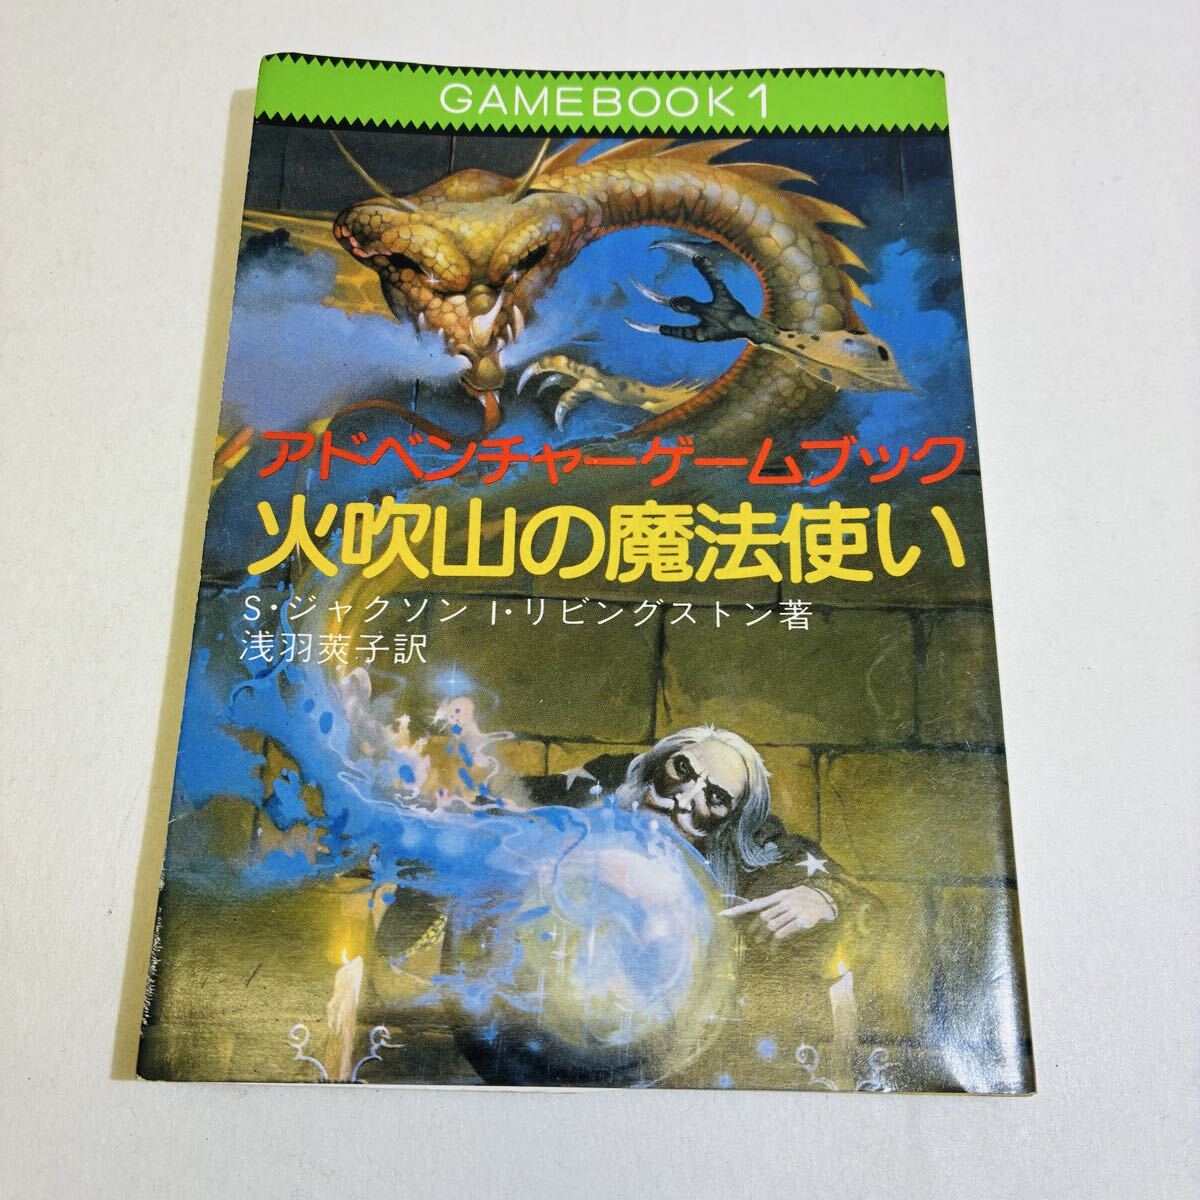 GAMEBOOK1
アドベンチャーゲームブック
火吹山の魔法使い
S・ジャクソン I・リビングストン著
浅羽莢子訳